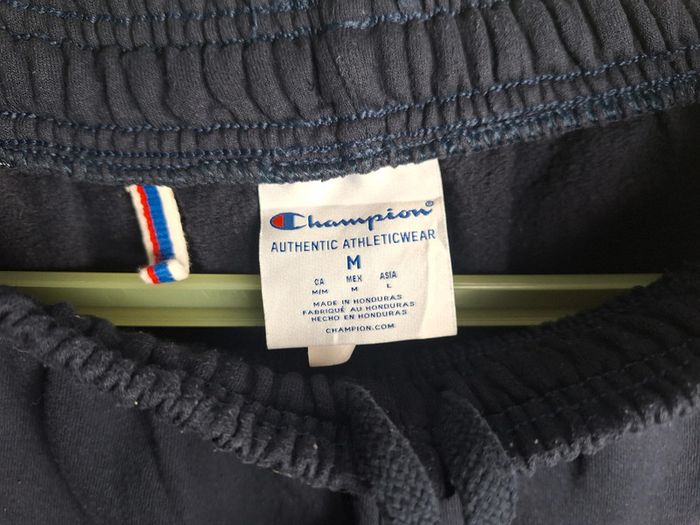 Champion®
AUTHENTIC ATHLETICWEAR
M
CA MEX ASIA
M/M M L
MADE IN HONDURAS
FABRIQUÉ AU HONDURAS
HECHO EN HONDURAS
CHAMPION.COM